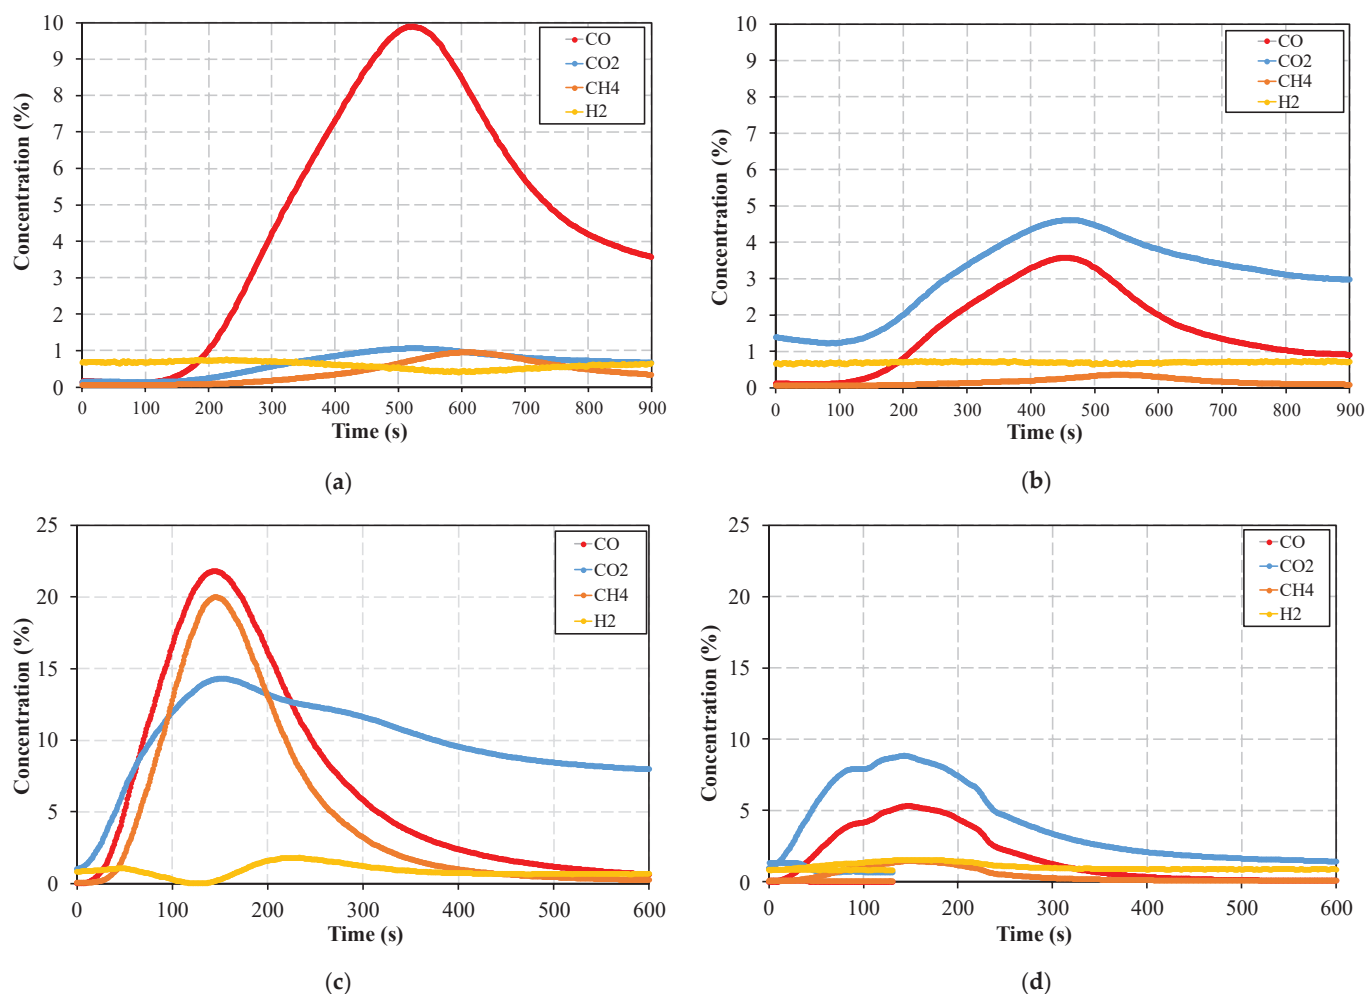 10
9
8
7
6
5
4
3
2
1
0
Concentration (%)
CO
CO2
CH4
H2
0 100 200 300 400 500 600 700 800 900
Time (s)
(a)
10
9
8
7
6
5
4
3
2
1
0
Concentration (%)
CO
CO2
CH4
H2
0 100 200 300 400 500 600 700 800 900
Time (s)
(b)
25
20
15
10
5
0
Concentration (%)
CO
CO2
CH4
H2
0 100 200 300 400 500 600
Time (s)
(c)
25
20
15
10
5
0
Concentration (%)
CO
CO2
CH4
H2
0 100 200 300 400 500 600
Time (s)
(d)